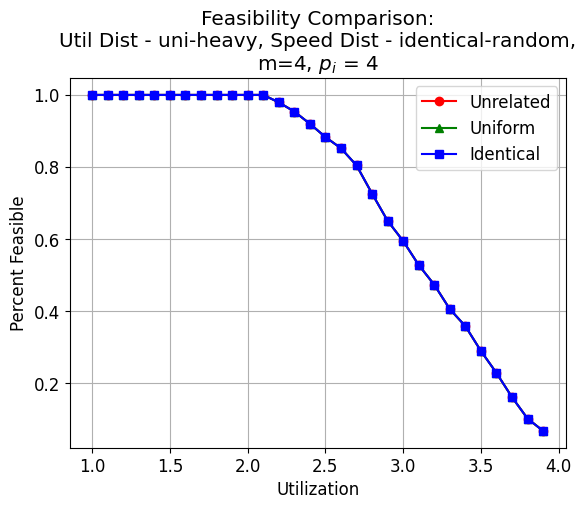 Feasibility Comparison:
Util Dist - uni-heavy, Speed Dist - identical-random,
m=4, pᵢ = 4
1.0
0.8
0.6
0.4
0.2
Percent Feasible
Unrelated
Uniform
Identical
1.0 1.5 2.0 2.5 3.0 3.5 4.0
Utilization